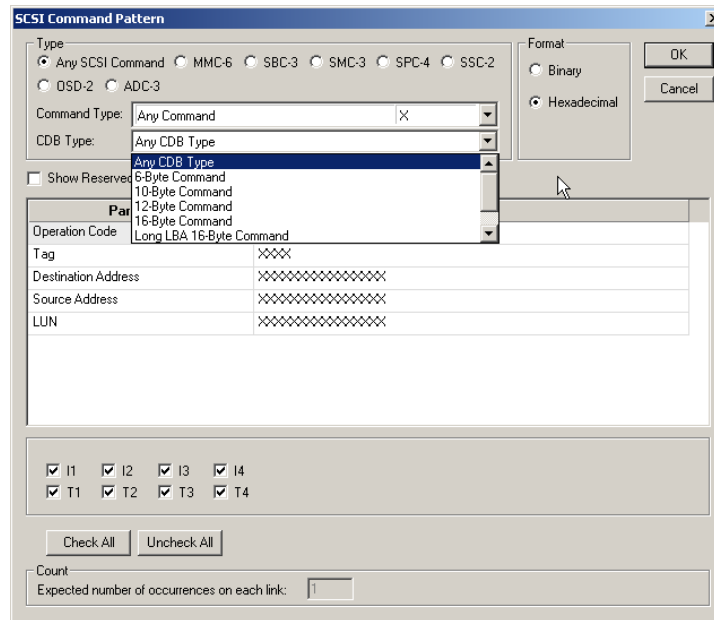 SCSI Command Pattern
Type
Any SCSI Command MMC-6 SBC-3 SMC-3 SPC-4 SSC-2
OSD-2 ADC-3
Format
Binary
Hexadecimal
OK
Cancel
Command Type: Any Command X
CDB Type: Any CDB Type
Any CDB Type
6-Byte Command
10-Byte Command
12-Byte Command
16-Byte Command
Long LBA 16-Byte Command
Show Reserved
Operation Code
Tag XXXX
Destination Address XXXXXXXXXXXXXXXX
Source Address XXXXXXXXXXXXXXXX
LUN XXXXXXXXXXXXXXXX
I1 I2 I3 I4
T1 T2 T3 T4
Check All Uncheck All
Count
Expected number of occurrences on each link: 1